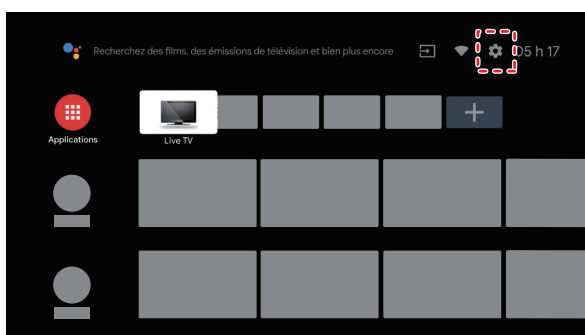 Recherchez des films, des émissions de télévision et bien plus encore
05 h 17
Applications
Live TV